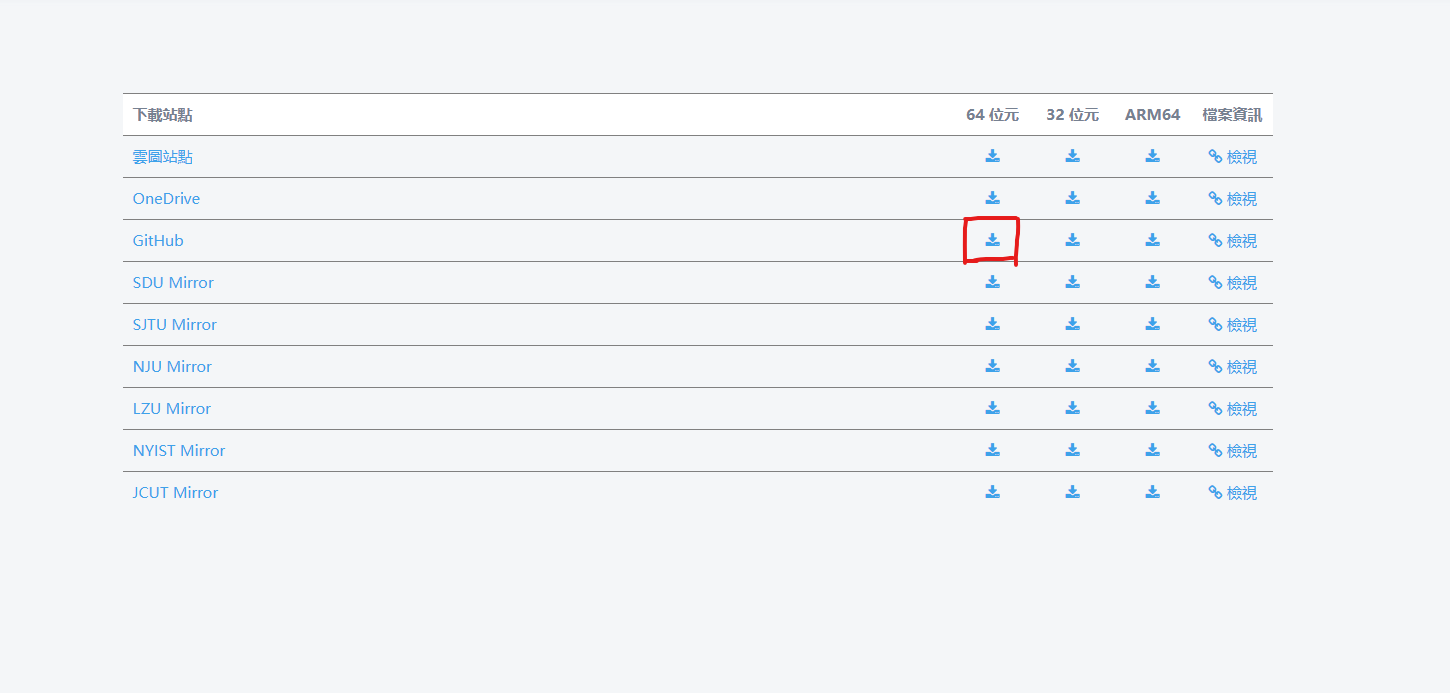 下載站點 64 位元 32 位元 ARM64 檔案資訊
雲圖站點 檢視
OneDrive 檢視
GitHub 檢視
SDU Mirror 檢視
SJTU Mirror 檢視
NJU Mirror 檢視
LZU Mirror 檢視
NYIST Mirror 檢視
JCUT Mirror 檢視